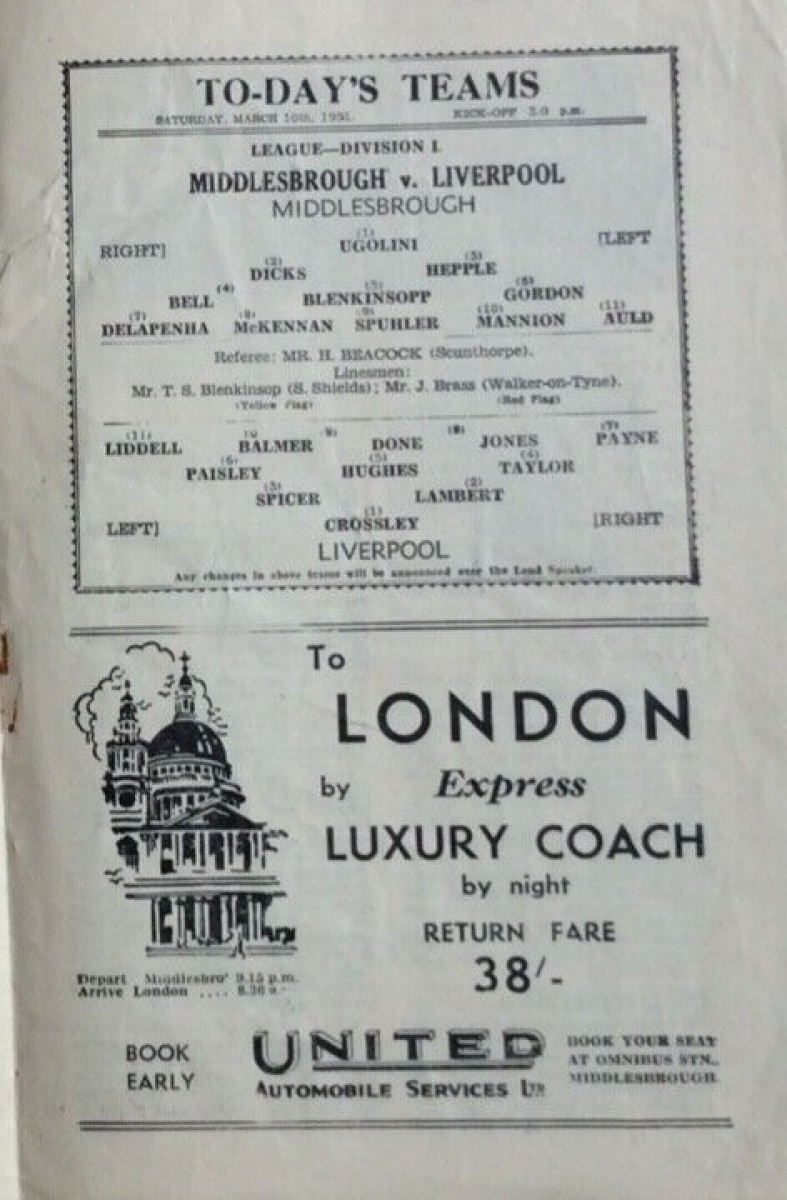 TO-DAY'S TEAMS
SATURDAY, MARCH 10th, 1951. KICK-OFF 3.0 P.M.
LEAGUE—DIVISION I.
MIDDLESBROUGH v. LIVERPOOL
MIDDLESBROUGH
(1)
RIGHT] UGOLINI [LEFT
(2) (3)
DICKS HEPPLE
(4) (5) (6)
BELL BLENKINSOPP GORDON
(7) (8) (9) (10) (11)
DELAPENHA McKENNAN SPUHLER MANNION AULD
Referee: MR. H. BEACOCK (Scunthorpe).
Linesmen:
Mr. T. S. Blenkinsop (S. Shields); Mr. J. Brass (Walker-on-Tyne).
(Yellow Flag) (Red Flag)
(11) (9) (8) (7)
LIDDELL BALMER DONE JONES PAYNE
(6) (5) (4)
PAISLEY HUGHES TAYLOR
(3) (2)
SPICER LAMBERT
(1)
LEFT] CROSSLEY [RIGHT
LIVERPOOL
Any changes in above teams will be announced over the Loud Speaker.
To
LONDON
by Express
LUXURY COACH
by night
RETURN FARE
38/-
Depart Middlesbro' 9.15 p.m.
Arrive London ....
BOOK EARLY
UNITED
AUTOMOBILE SERVICES LTD
BOOK YOUR SEAT
AT OMNIBUS STN.,
MIDDLESBROUGH